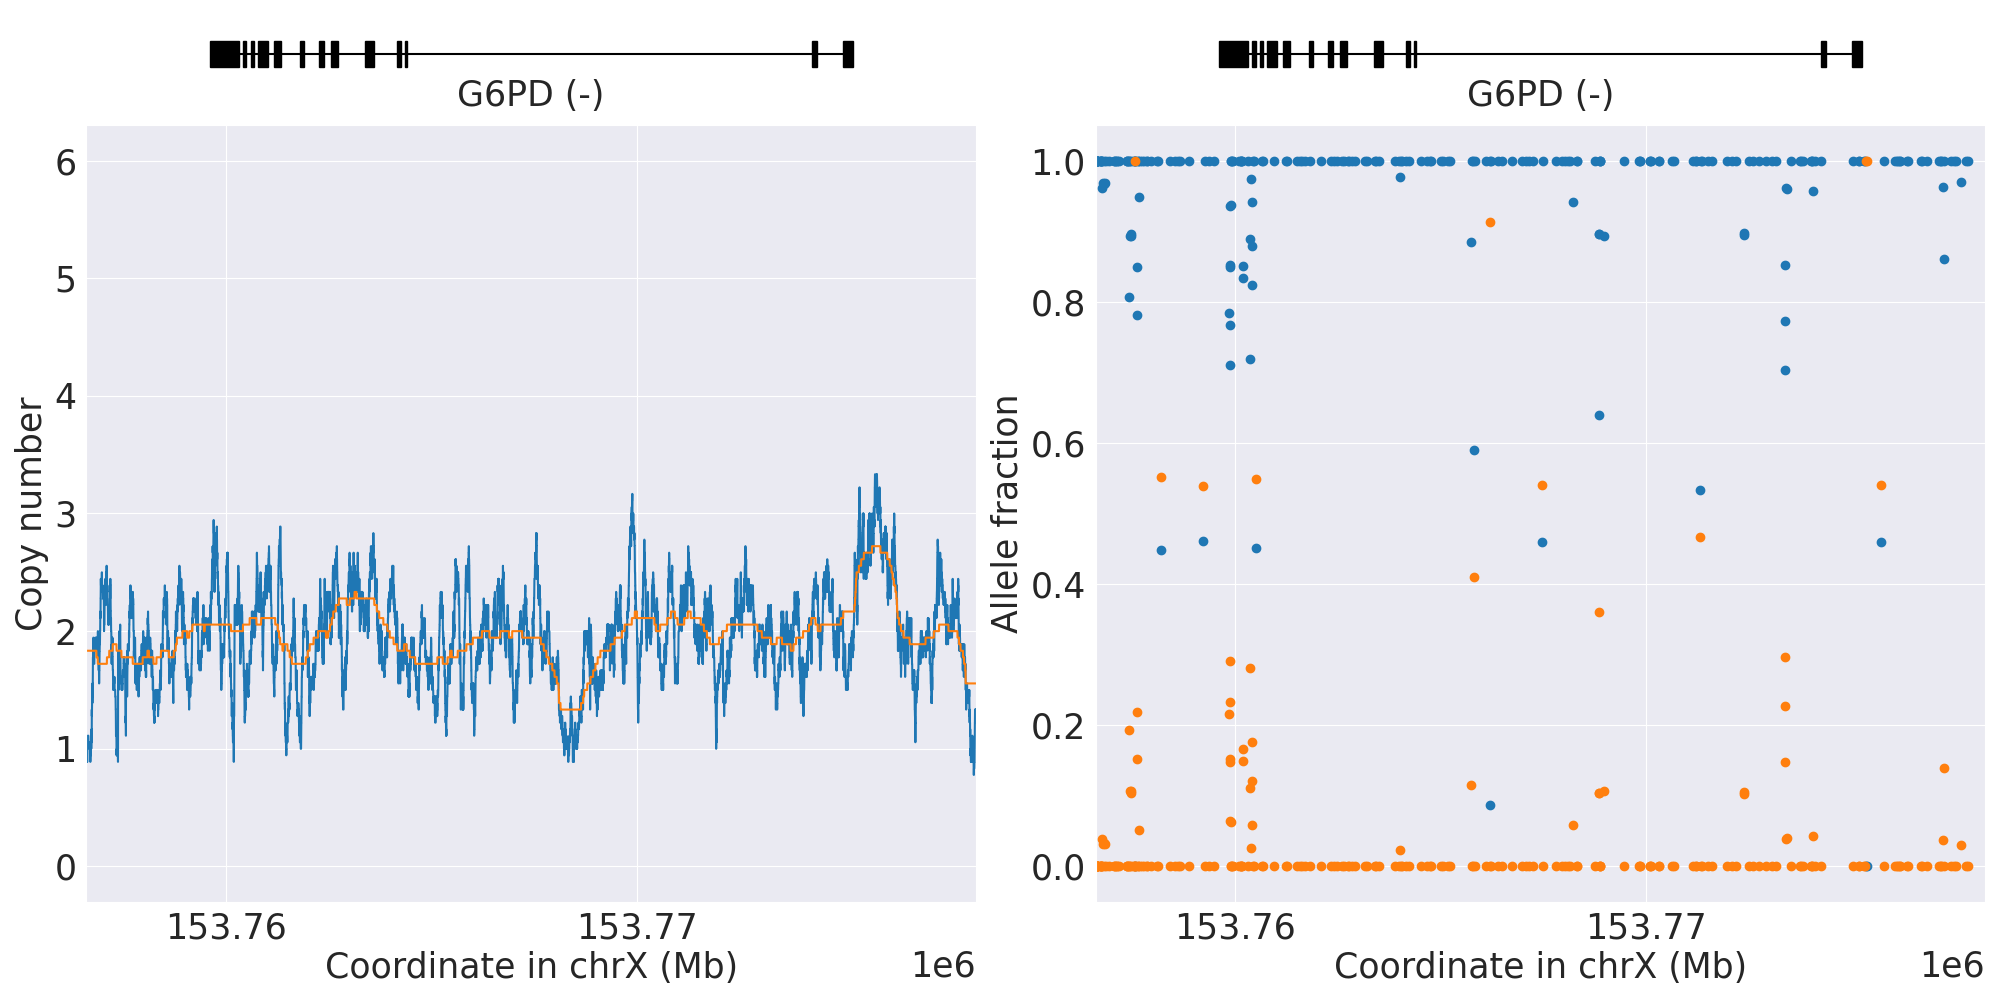 G6PD (-)
6
5
4
3
2
1
0
Copy number
153.76
153.77
Coordinate in chrX (Mb)
1e6
G6PD (-)
1.0
0.8
0.6
0.4
0.2
0.0
Allele fraction
153.76
153.77
Coordinate in chrX (Mb)
1e6